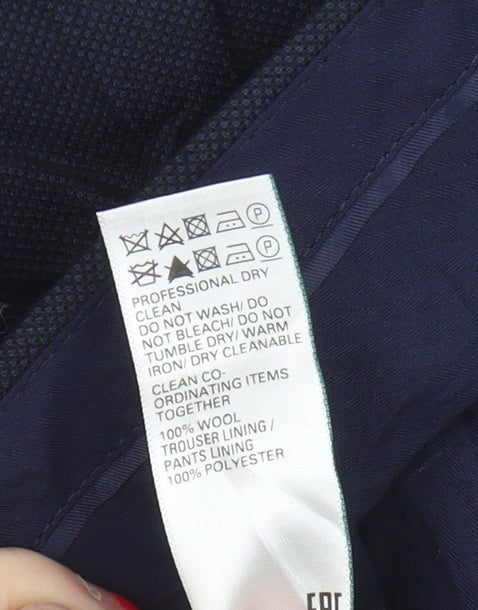 P
P
PROFESSIONAL DRY
CLEAN
DO NOT WASH/ DO
NOT BLEACH/ DO NOT
TUMBLE DRY/ WARM
IRON/ DRY CLEANABLE
CLEAN CO-
ORDINATING ITEMS
TOGETHER
100% WOOL
TROUSER LINING /
PANTS LINING
100% POLYESTER